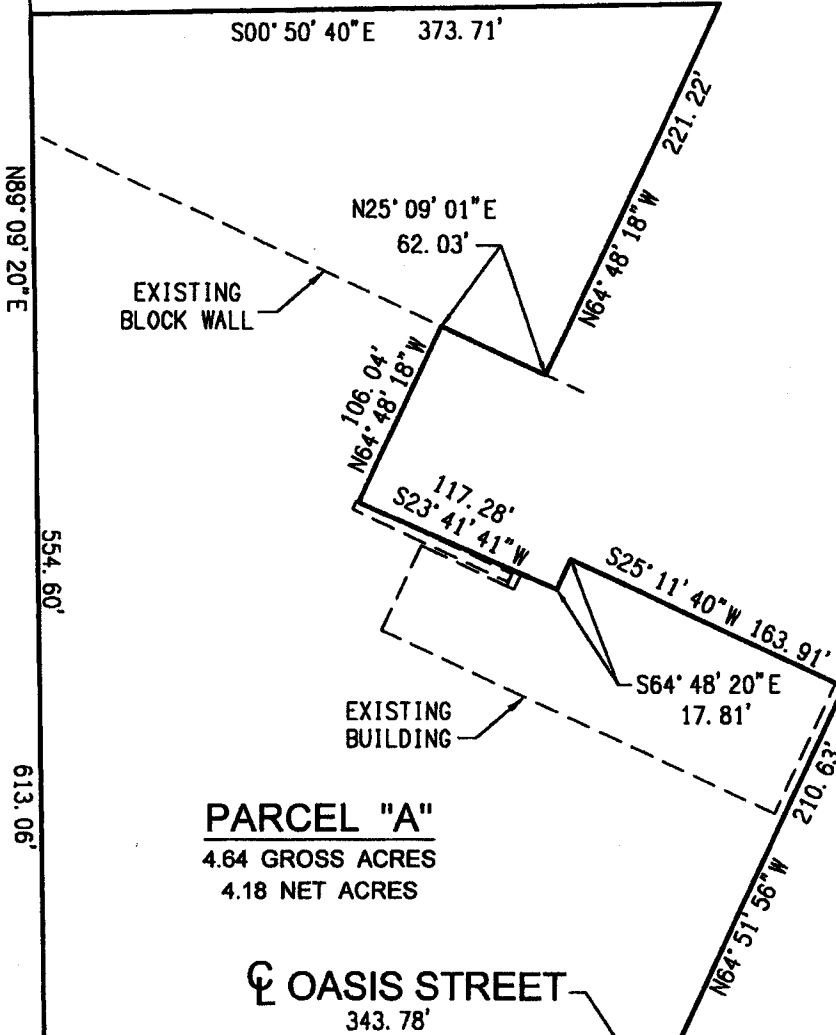 S00° 50' 40"E 373.71'
221.22'
N64° 48' 18"W
N89° 09' 20"E
N25° 09' 01"E
62.03'
EXISTING
BLOCK WALL
106.04'
N64° 48' 18"W
117.28'
S23° 41' 41"W
554.60'
S25° 11' 40"W 163.91'
S64° 48' 20"E
17.81'
EXISTING
BUILDING
613.06'
210.63'
N64° 51' 56"W
PARCEL "A"
4.64 GROSS ACRES
4.18 NET ACRES
℄ OASIS STREET
343.78'